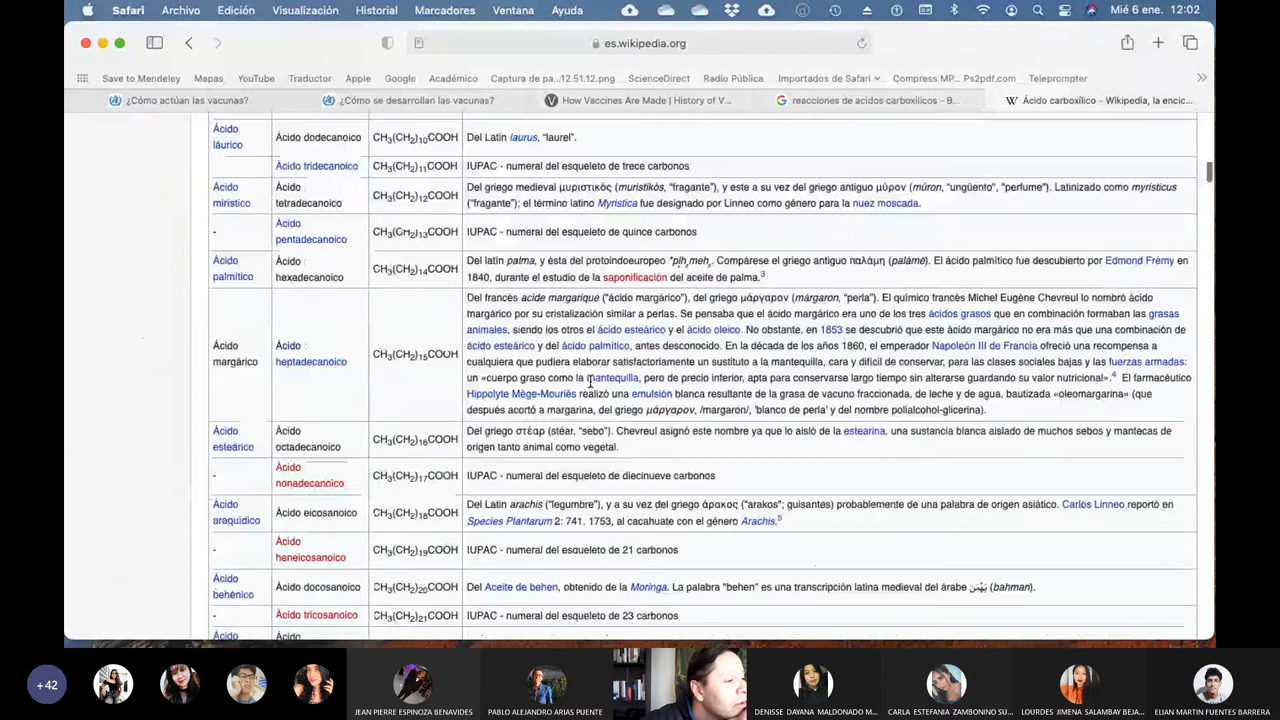 Safari Archivo Edición Visualización Historial Marcadores Ventana Ayuda Mié 6 ene. 12:02
es.wikipedia.org
Save to Mendeley Mapas YouTube Traductor Apple Google Académico Captura de pa...12.51.12.png ScienceDirect Radio Pública Importados de Safari Compress MP... Ps2pdf.com Teleprompter
¿Cómo actúan las vacunas? ¿Cómo se desarrollan las vacunas? How Vaccines Are Made | History of V... reacciones de acidos carboxilicos - B... Ácido carboxílico - Wikipedia, la encic...
Ácido
láurico
Ácido dodecanoico CH3(CH2)10COOH Del Latin laurus, "laurel".
Ácido tridecanoico CH3(CH2)11COOH IUPAC - numeral del esqueleto de trece carbonos
Ácido
mirístico
Ácido
tetradecanoico
CH3(CH2)12COOH
Del griego medieval μυριστικός (muristikós, "fragante"), y este a su vez del griego antiguo μύρον (múron, "ungüento", "perfume"). Latinizado como myristicus
("fragante"); el término latino Myristica fue designado por Linneo como género para la nuez moscada.
-
Ácido
pentadecanoico
CH3(CH2)13COOH IUPAC - numeral del esqueleto de quince carbonos
Ácido
palmítico
Ácido
hexadecanoico
CH3(CH2)14COOH
Del latin palma, y ésta del protoindoeuropeo Compárese el griego antiguo παλάμη (palámē). El ácido palmítico fue descubierto por Edmond Frémy en
1840, durante el estudio de la saponificación del aceite de palma.3
Ácido
margárico
Ácido
heptadecanoico
CH3(CH2)15COOH
Del francés acide margarique ("ácido margárico"), del griego μάργαρον (márgaron, "perla"). El químico francés Michel Eugène Chevreul lo nombró ácido
margárico por su cristalización similar a perlas. Se pensaba que el ácido margárico era uno de los tres ácidos grasos que en combinación formaban las grasas
animales, siendo los otros el ácido esteárico y el ácido oleico. No obstante, en 1853 se descubrió que este ácido margárico no era más que una combinación de
ácido esteárico y del ácido palmítico, antes desconocido. En la década de los años 1860, el emperador Napoleón III de Francia ofreció una recompensa a
cualquiera que pudiera elaborar satisfactoriamente un sustituto a la mantequilla, cara y difícil de conservar, para las clases sociales bajas y las fuerzas armadas:
un «cuerpo graso como la mantequilla, pero de precio inferior, apta para conservarse largo tiempo sin alterarse guardando su valor nutricional».4 El farmacéutico
Hippolyte Mège-Mouriès realizó una emulsión blanca resultante de la grasa de vacuno fraccionada, de leche y de agua, bautizada «oleomargarina» (que
después acortó a margarina, del griego μάργαρον, /margaron/, 'blanco de perla' y del nombre polialcohol-glicerina).
Ácido
esteárico
Ácido
octadecanoico
CH3(CH2)16COOH
Del griego στέαρ (stéar, "sebo"). Chevreul asignó este nombre ya que lo aisló de la estearina, una sustancia blanca aislado de muchos sebos y mantecas de
origen tanto animal como vegetal.
-
Ácido
nonadecanoico
CH3(CH2)17COOH IUPAC - numeral del esqueleto de diecinueve carbonos
Ácido
araquídico
Ácido eicosanoico CH3(CH2)18COOH
Del Latin arachis ("legumbre"), y a su vez del griego άρακος ("arakos"; guisantes) probablemente de una palabra de origen asiático. Carlos Linneo reportó en
Species Plantarum 2: 741. 1753, al cacahuate con el género Arachis.5
-
Ácido
heneicosanoico
CH3(CH2)19COOH IUPAC - numeral del esqueleto de 21 carbonos
Ácido
behénico
Ácido docosanoico CH3(CH2)20COOH Del Aceite de behen, obtenido de la Moringa. La palabra "behen" es una transcripción latina medieval del árabe (bahman).
- Ácido tricosanoico CH3(CH2)21COOH IUPAC - numeral del esqueleto de 23 carbonos
Ácido Ácido
+42 JEAN PIERRE ESPINOZA BENAVIDES PABLO ALEJANDRO ARIAS PUENTE DENISSE DAYANA MALDONADO M... CARLA ESTEFANIA ZAMBONINO SU... LOURDES JIMENA SALAMBAY BEJA... ELIAN MARTIN FUENTES BARRERA